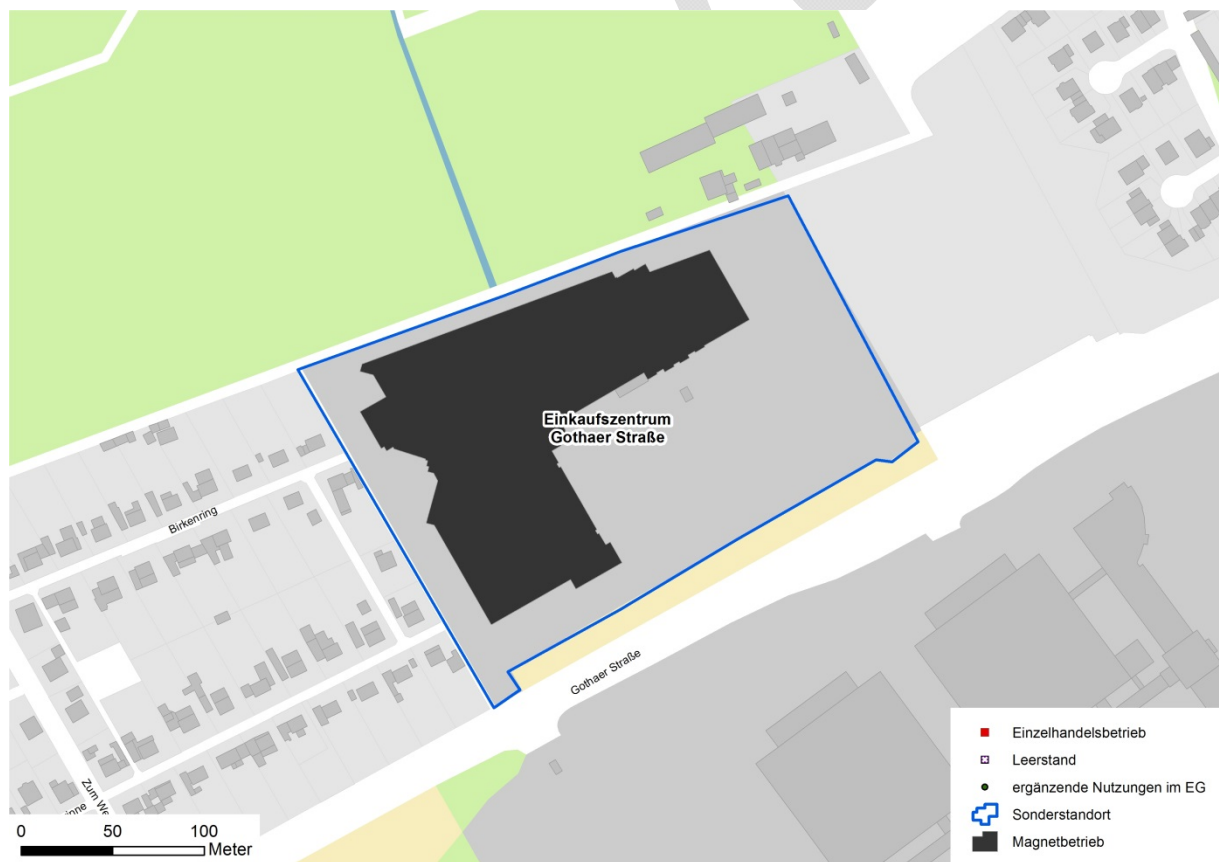 Einkaufszentrum
Gothaer Straße
Birkenring
Gothaer Straße
Zum We
inne
0 50 100
Meter
Einzelhandelsbetrieb
Leerstand
ergänzende Nutzungen im EG
Sonderstandort
Magnetbetrieb